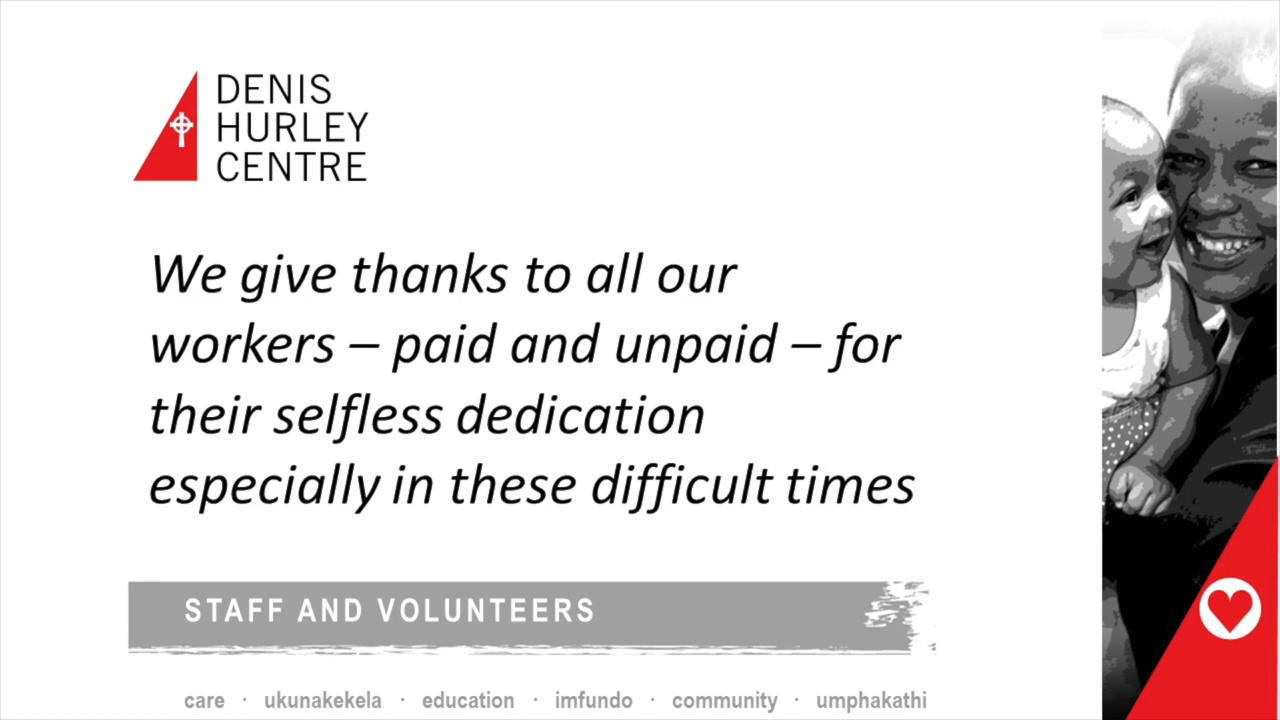 DENIS
HURLEY
CENTRE
We give thanks to all our
workers – paid and unpaid – for
their selfless dedication
especially in these difficult times
STAFF AND VOLUNTEERS
care · ukunakekela · education · imfundo · community · umphakathi